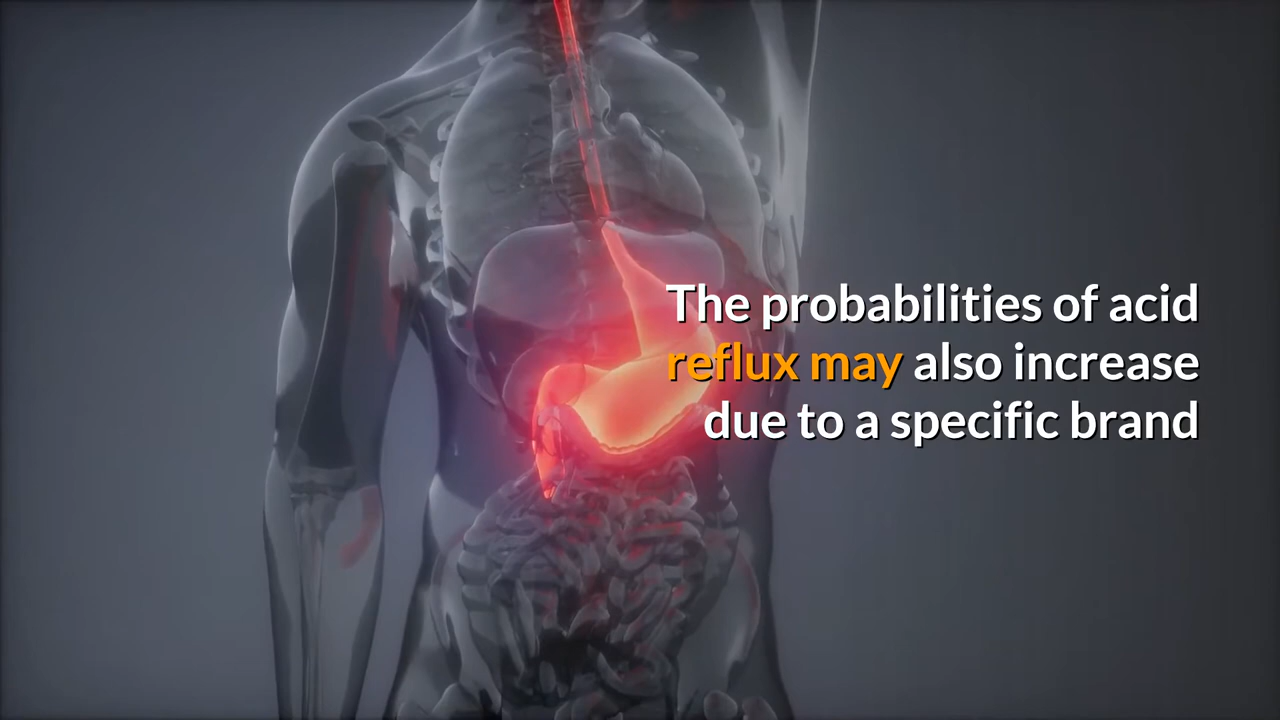 The probabilities of acid
reflux may also increase
due to a specific brand